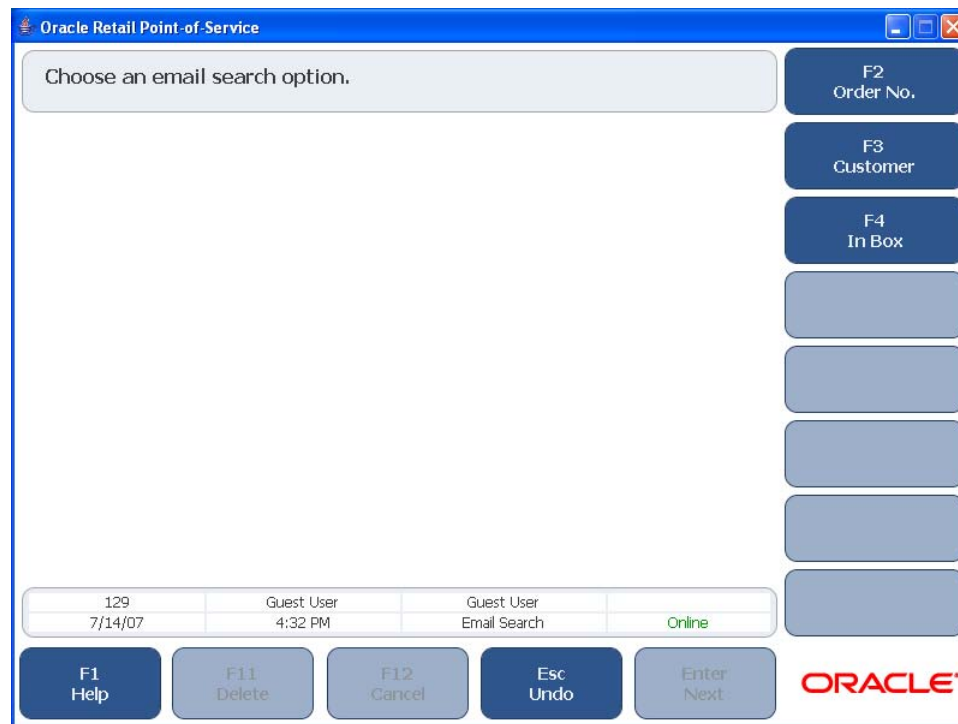 Oracle Retail Point-of-Service
Choose an email search option.
F2
Order No.
F3
Customer
F4
In Box
129 Guest User Guest User
7/14/07 4:32 PM Email Search Online
F1
Help
F11
Delete
F12
Cancel
Esc
Undo
Enter
Next
ORACLE